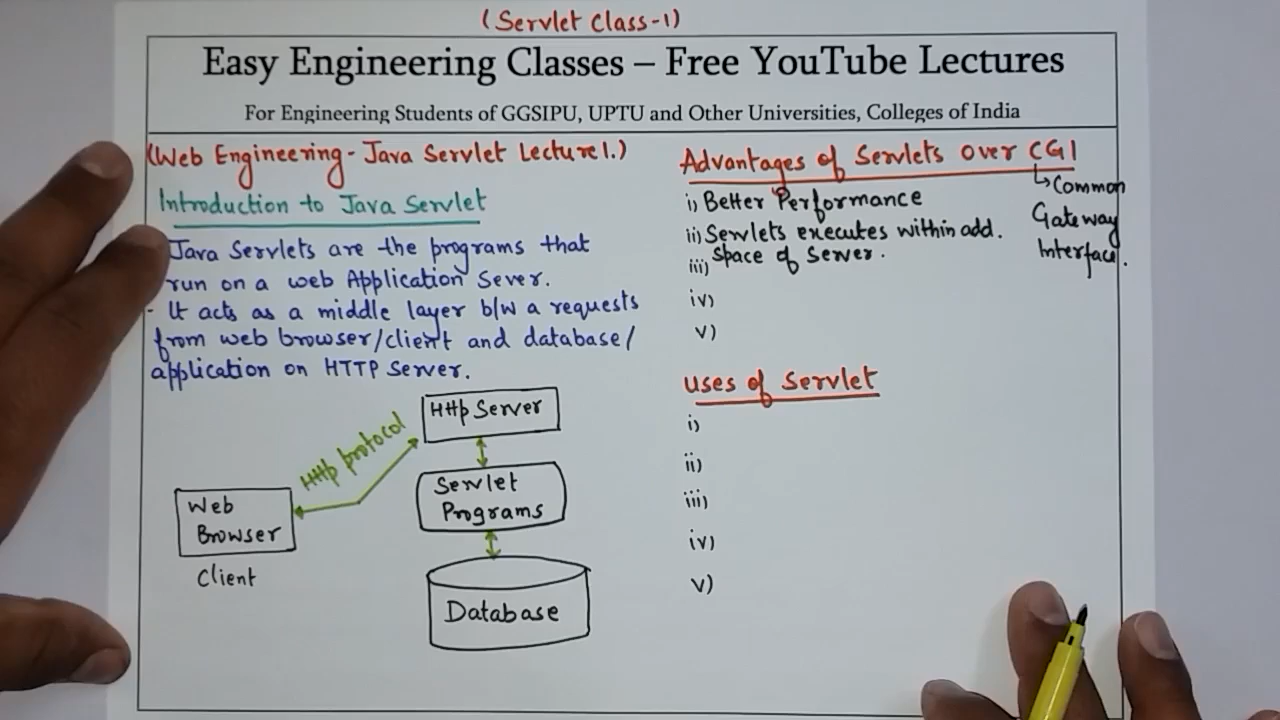 (Servlet Class-1)
Easy Engineering Classes – Free YouTube Lectures
For Engineering Students of GGSIPU, UPTU and Other Universities, Colleges of India
(Web Engineering - Java Servlet Lecture 1.)
Introduction to Java Servlet
Java Servlets are the programs that
run on a web Application Sever.
- It acts as a middle layer b/w a requests
from web browser/client and database/
application on HTTP Server.
Http Server
Http protocol
Servlet
Programs
Web
Browser
Client
Database
Advantages of Servlets Over CGI
↳Common
Gateway
Interface.
i) Better Performance
ii) Servlets executes within add.
space of Server.
iii)
iv)
v)
Uses of Servlet
i)
ii)
iii)
iv)
v)